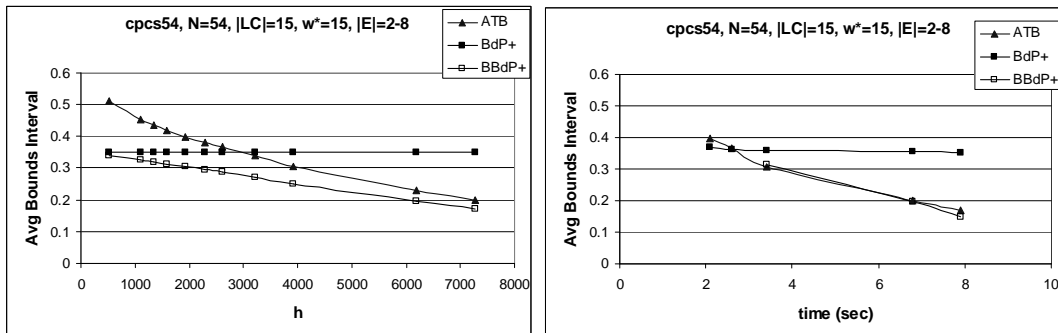 cpcs54, N=54, |LC|=15, w*=15, |E|=2-8
ATB
BdP+
BBdP+
Avg Bounds Interval
0.6
0.5
0.4
0.3
0.2
0.1
0
0 1000 2000 3000 4000 5000 6000 7000 8000
h
cpcs54, N=54, |LC|=15, w*=15, |E|=2-8
ATB
BdP+
BBdP+
Avg Bounds Interval
0.6
0.5
0.4
0.3
0.2
0.1
0
0 2 4 6 8 10
time (sec)